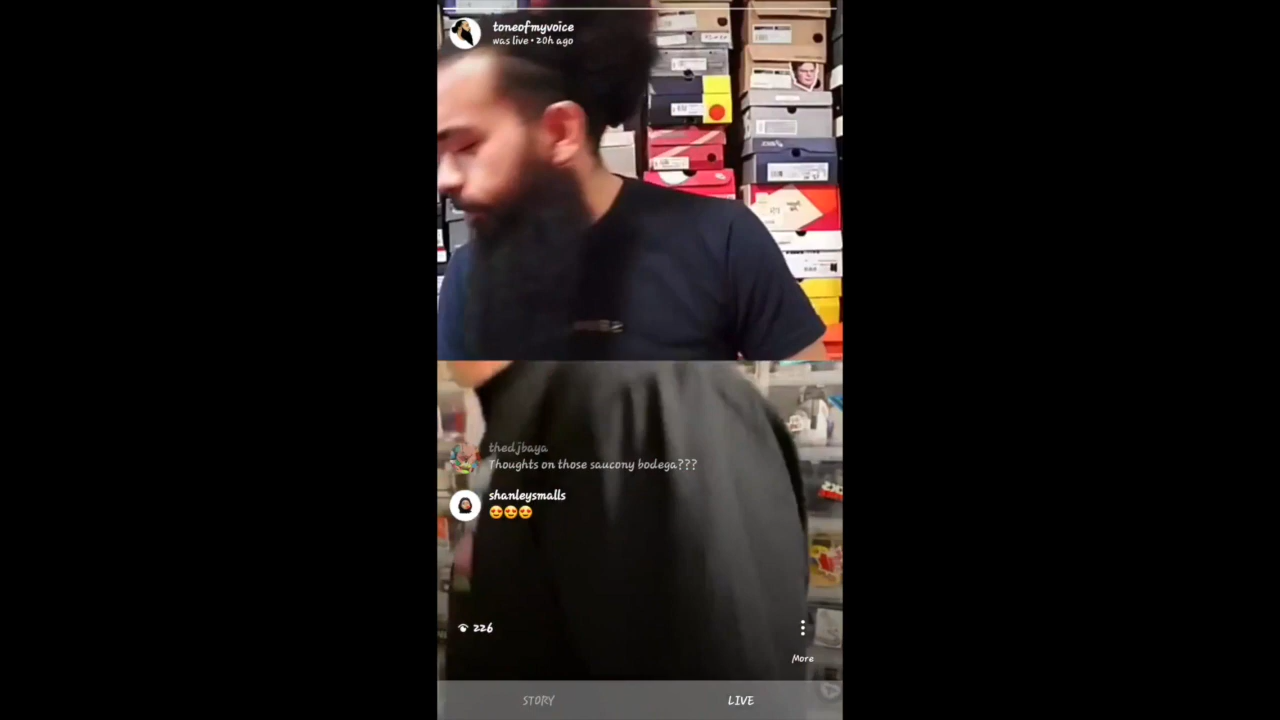 toneofmyvoice
was live • 20h ago
thedjbaya
Thoughts on those saucony bodega???
shanleysmalls
😍😍😍
226
More
STORY
LIVE